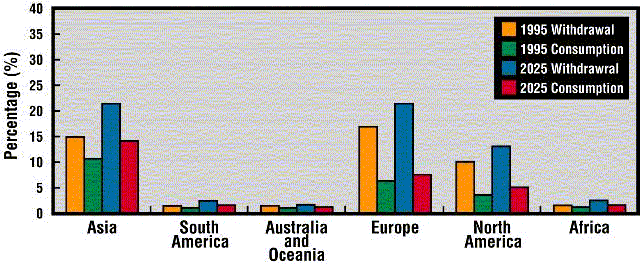 40
35
30
25
20
15
10
5
0
Percentage (%)
1995 Withdrawal
1995 Consumption
2025 Withdrawral
2025 Consumption
Asia
South
America
Australia
and
Oceania
Europe
North
America
Africa